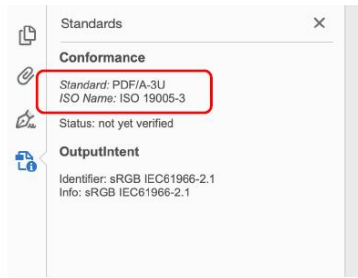 Standards
Conformance
Standard: PDF/A-3U
ISO Name: ISO 19005-3
Status: not yet verified
OutputIntent
Identifier: sRGB IEC61966-2.1
Info: sRGB IEC61966-2.1